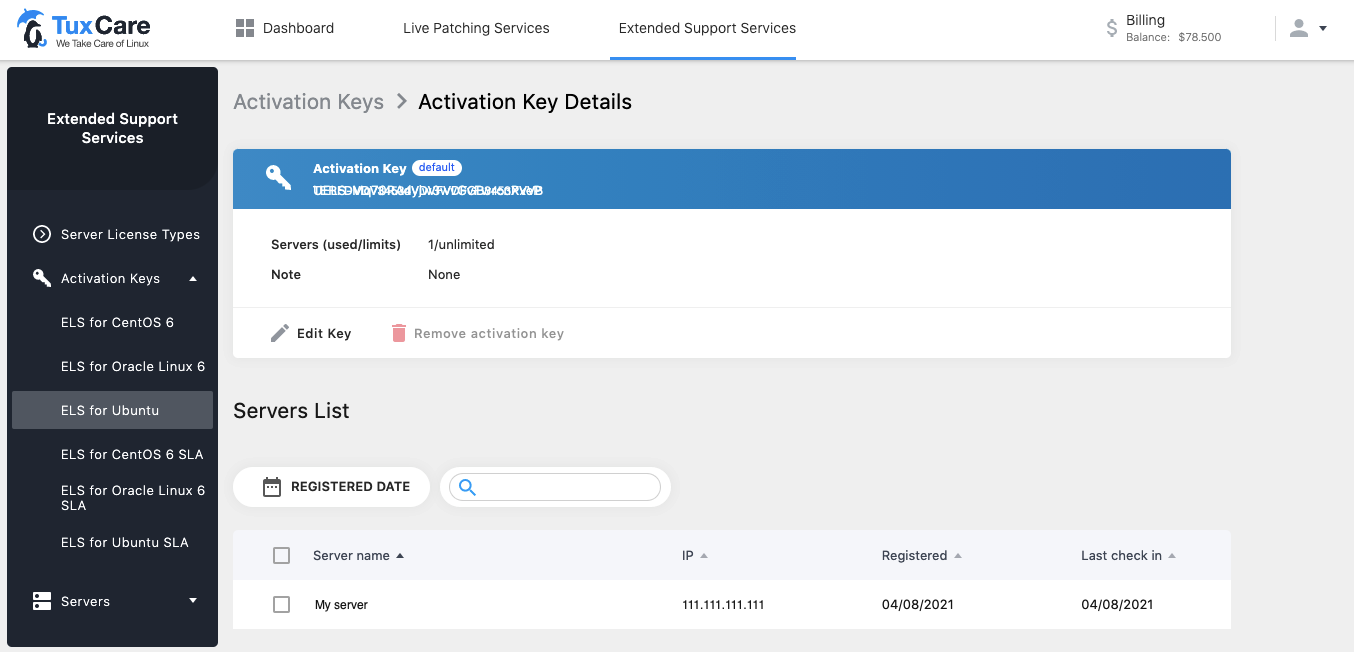 TuxCare
We Take Care of Linux
Dashboard
Live Patching Services
Extended Support Services
$
Billing
Balance: $78.500
Extended Support
Services
Server License Types
Activation Keys
ELS for CentOS 6
ELS for Oracle Linux 6
ELS for Ubuntu
ELS for CentOS 6 SLA
ELS for Oracle Linux 6
SLA
ELS for Ubuntu SLA
Servers
Activation Keys > Activation Key Details
Activation Key default
Servers (used/limits) 1/unlimited
Note None
Edit Key
Remove activation key
Servers List
REGISTERED DATE
Server name IP Registered Last check in
My server 111.111.111.111 04/08/2021 04/08/2021